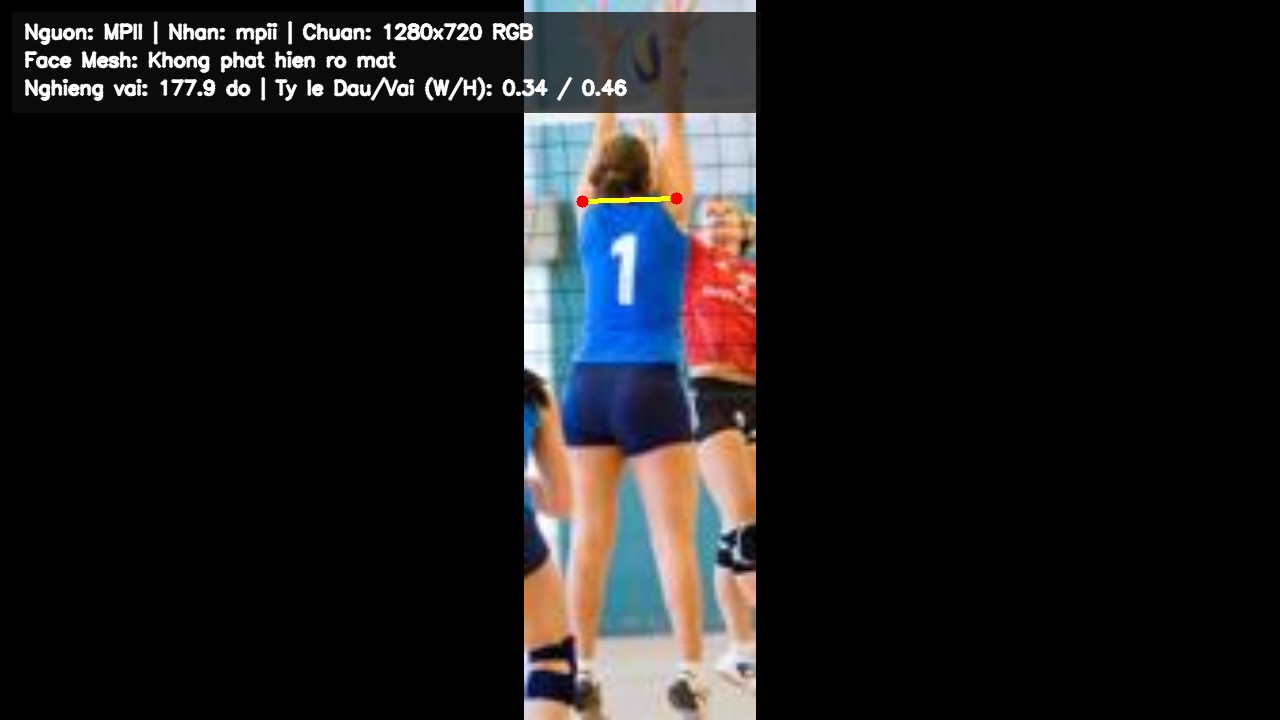 Nguon: MPII | Nhan: mpii | Chuan: 1280x720 RGB
Face Mesh: Khong phat hien ro mat
Nghieng vai: 177.9 do | Ty le Dau/Vai (W/H): 0.34 / 0.46
1